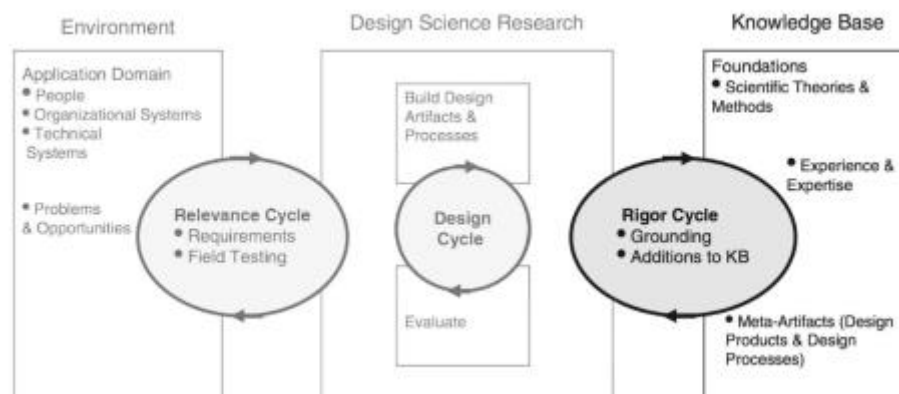 Environment
Design Science Research
Knowledge Base
Application Domain
• People
• Organizational Systems
• Technical
Systems
• Problems
& Opportunities
Relevance Cycle
• Requirements
• Field Testing
Build Design
Artifacts &
Processes
Design
Cycle
Evaluate
Rigor Cycle
• Grounding
• Additions to KB
Foundations
• Scientific Theories &
Methods
• Experience &
Expertise
• Meta-Artifacts (Design
Products & Design
Processes)